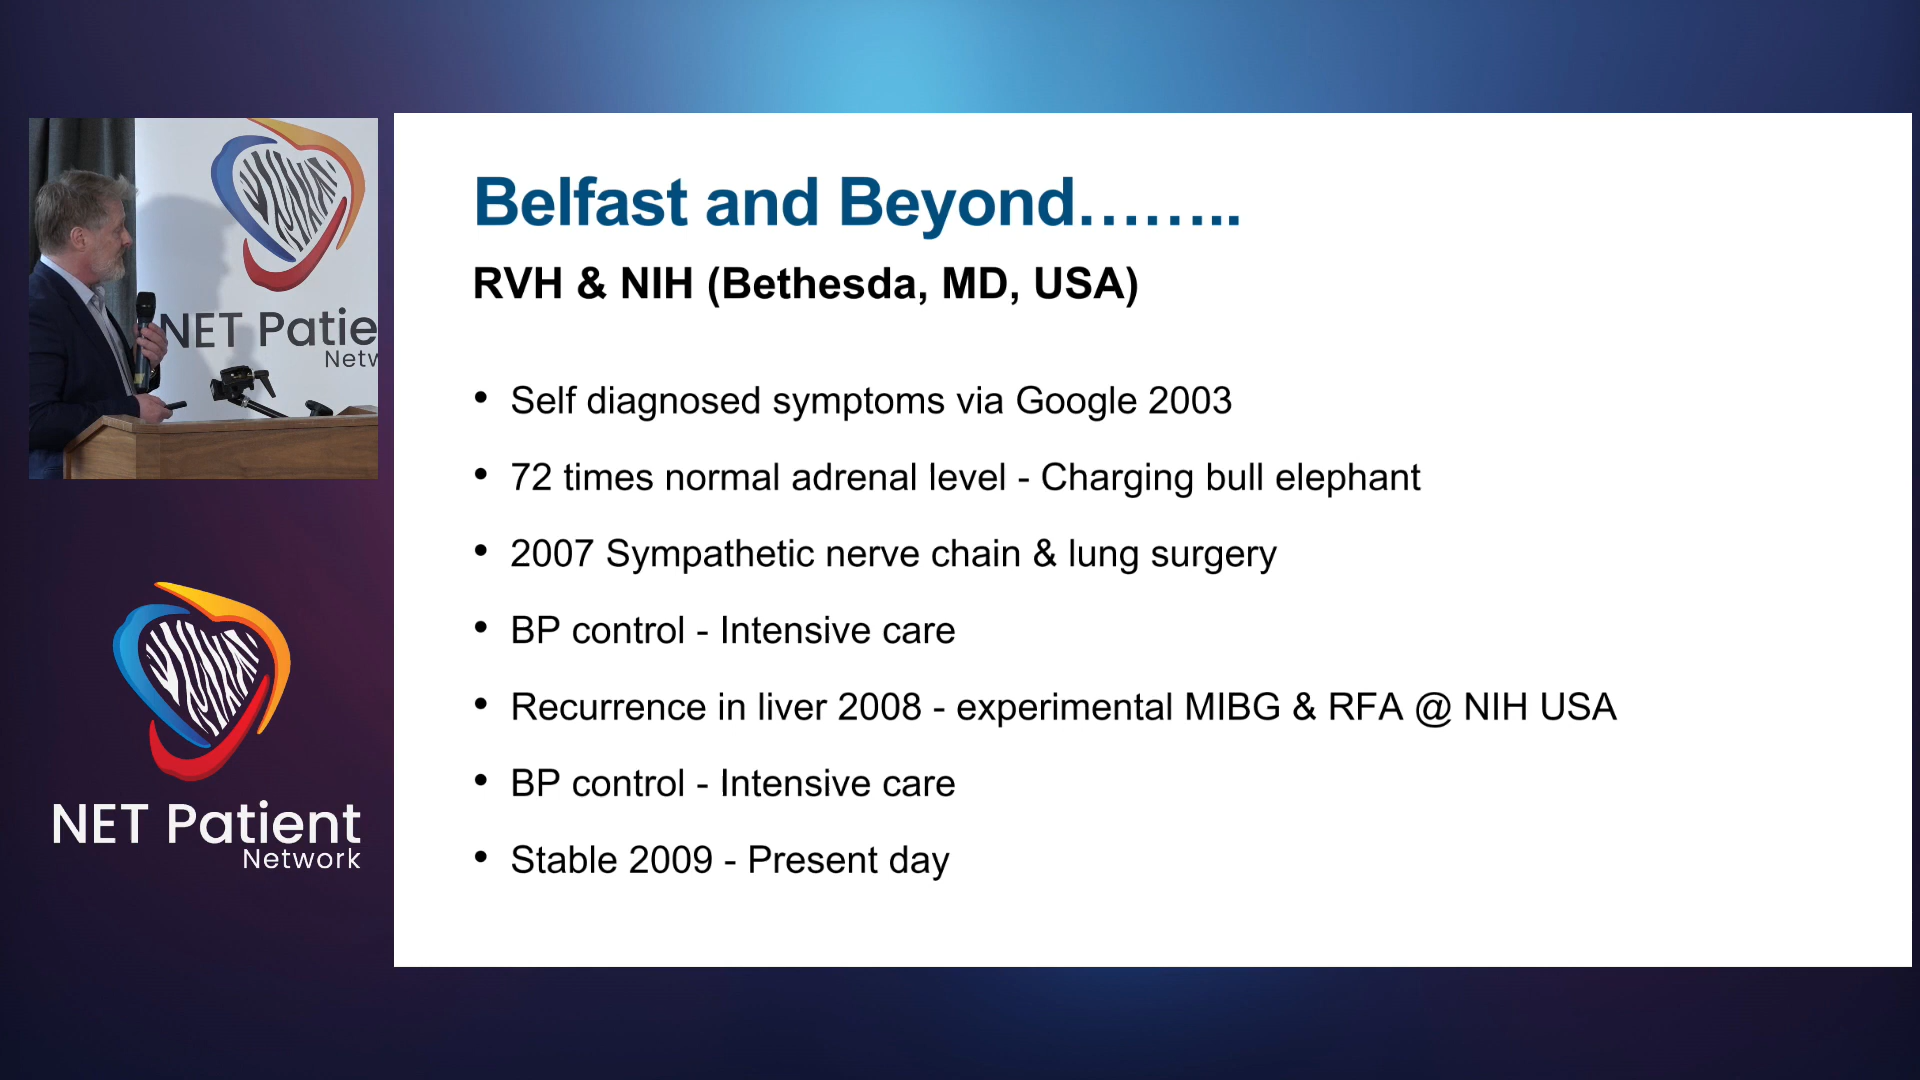 NET Patie
Netw
NET Patient
Network
Belfast and Beyond……..
RVH & NIH (Bethesda, MD, USA)
• Self diagnosed symptoms via Google 2003
• 72 times normal adrenal level - Charging bull elephant
• 2007 Sympathetic nerve chain & lung surgery
• BP control - Intensive care
• Recurrence in liver 2008 - experimental MIBG & RFA @ NIH USA
• BP control - Intensive care
• Stable 2009 - Present day